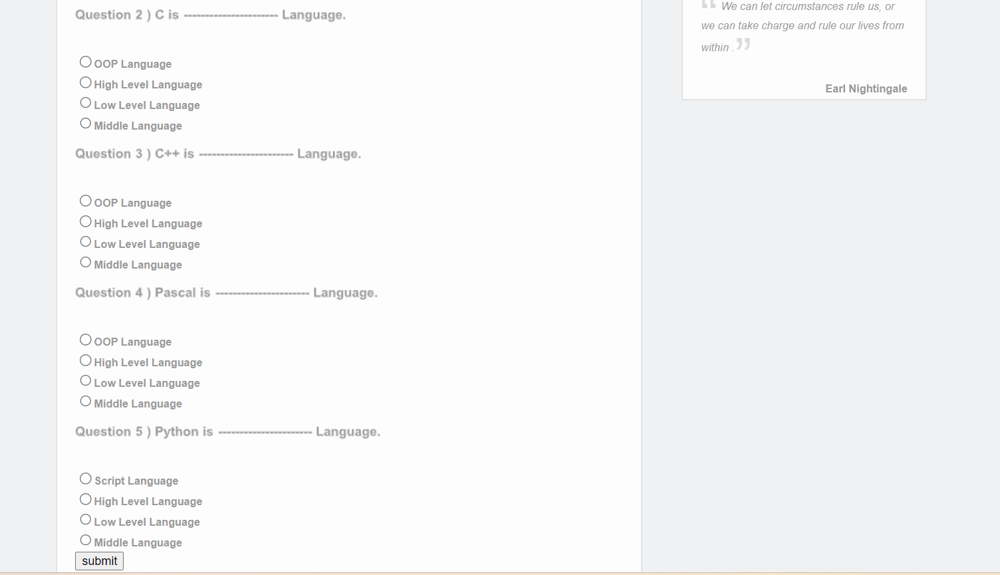 Question 2 ) C is ---------------------- Language.
OOP Language
High Level Language
Low Level Language
Middle Language
Question 3 ) C++ is ---------------------- Language.
OOP Language
High Level Language
Low Level Language
Middle Language
Question 4 ) Pascal is ---------------------- Language.
OOP Language
High Level Language
Low Level Language
Middle Language
Question 5 ) Python is ---------------------- Language.
Script Language
High Level Language
Low Level Language
Middle Language
submit
“ We can let circumstances rule us, or
we can take charge and rule our lives from
within .”
Earl Nightingale